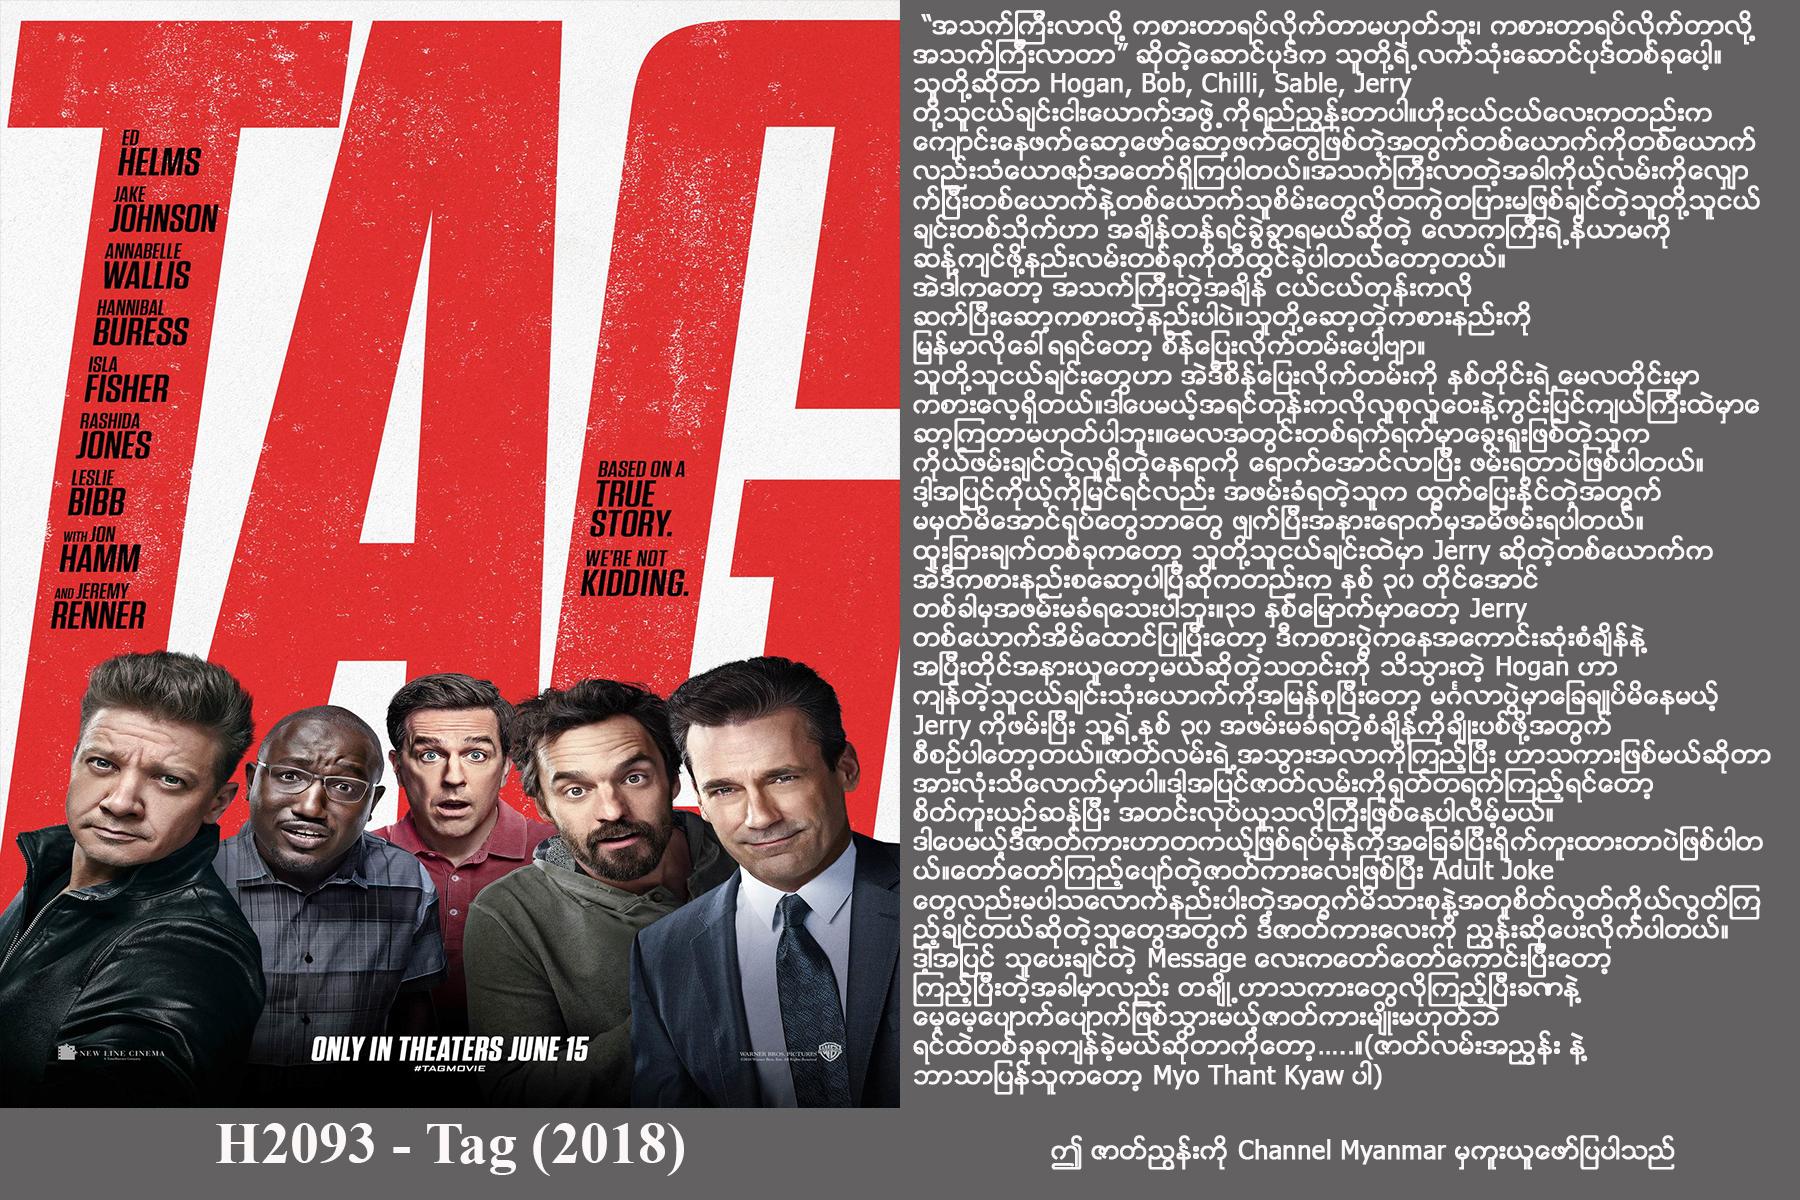 TAG
ED
HELMS
JAKE
JOHNSON
ANNABELLE
WALLIS
HANNIBAL
BURESS
ISLA
FISHER
RASHIDA
JONES
LESLIE
BIBB
WITH JON
HAMM
AND JEREMY
RENNER
BASED ON A
TRUE
STORY.
WE'RE NOT
KIDDING.
NEW LINE CINEMA
ONLY IN THEATERS JUNE 15
#TAGMOVIE
WARNER BROS. PICTURES
H2093 - Tag (2018)
“အသက်ကြီးလာလို့ ကစားတာရပ်လိုက်တာမဟုတ်ဘူး၊ ကစားတာရပ်လိုက်တာလို့
အသက်ကြီးလာတာ” ဆိုတဲ့ဆောင်ပုဒ်က သူတို့ရဲ့လက်သုံးဆောင်ပုဒ်တစ်ခုပေါ့။
သူတို့ဆိုတာ Hogan, Bob, Chilli, Sable, Jerry
တို့သူငယ်ချင်းငါးယောက်အဖွဲ့ကိုရည်ညွှန်းတာပါ။ဟိုးငယ်ငယ်လေးကတည်းက
ကျောင်းနေဖက်ဆော့ဖော်ဆော့ဖက်တွေဖြစ်တဲ့အတွက်တစ်ယောက်ကိုတစ်ယောက်
လည်းသံယောဇဉ်အတော်ရှိကြပါတယ်။အသက်ကြီးလာတဲ့အခါကိုယ့်လမ်းကိုလျှော
က်ပြီးတစ်ယောက်နဲ့တစ်ယောက်သူစိမ်းတွေလိုတကွဲတပြားမဖြစ်ချင်တဲ့သူတို့သူငယ်
ချင်းတစ်သိုက်ဟာ အချိန်တန်ရင်ခွဲခွာရမယ်ဆိုတဲ့ လောကကြီးရဲ့နိယာမကို
ဆန့်ကျင်ဖို့နည်းလမ်းတစ်ခုကိုတီထွင်ခဲ့ပါတယ်တော့တယ်။
အဲဒါကတော့ အသက်ကြီးတဲ့အချိန် ငယ်ငယ်တုန်းကလို
ဆက်ပြီးဆော့ကစားတဲ့နည်းပါပဲ။သူတို့ဆော့တဲ့ကစားနည်းကို
မြန်မာလိုခေါ်ရရင်တော့ စိန်ပြေးလိုက်တမ်းပေါ့ဗျာ။
သူတို့သူငယ်ချင်းတွေဟာ အဲဒီစိန်ပြေးလိုက်တမ်းကို နှစ်တိုင်းရဲ့မေလတိုင်းမှာ
ကစားလေ့ရှိတယ်။ဒါပေမယ့်အရင်တုန်းကလိုလူစုလူဝေးနဲ့ကွင်းပြင်ကျယ်ကြီးထဲမှာဆေ
ာ့ကြတာမဟုတ်ပါဘူး။မေလအတွင်းတစ်ရက်ရက်မှာခွေးရူးဖြစ်တဲ့သူက
ကိုယ်ဖမ်းချင်တဲ့လူရှိတဲ့နေရာကို ရောက်အောင်လာပြီး ဖမ်းရတာပဲဖြစ်ပါတယ်။
ဒါ့အပြင်ကိုယ့်ကိုမြင်ရင်လည်း အဖမ်းခံရတဲ့သူက ထွက်ပြေးနိုင်တဲ့အတွက်
မမှတ်မိအောင်ရုပ်တွေဘာတွေ ဖျက်ပြီးအနားရောက်မှအမိဖမ်းရပါတယ်။
ထူးခြားချက်တစ်ခုကတော့ သူတို့သူငယ်ချင်းထဲမှာ Jerry ဆိုတဲ့တစ်ယောက်က
အဲဒီကစားနည်းစဆော့ပါပြီဆိုကတည်းက နှစ် ၃၀ တိုင်အောင်
တစ်ခါမှအဖမ်းမခံရသေးပါဘူး။၃၁ နှစ်မြောက်မှာတော့ Jerry
တစ်ယောက်အိမ်ထောင်ပြုပြီးတော့ ဒီကစားပွဲကနေအကောင်းဆုံးစံချိန်နဲ့
အပြီးတိုင်အနားယူတော့မယ်ဆိုတဲ့သတင်းကို သိသွားတဲ့ Hogan ဟာ
ကျန်တဲ့သူငယ်ချင်းသုံးယောက်ကိုအမြန်စုပြီးတော့ မင်္ဂလာပွဲမှာခြေချုပ်မိနေမယ့်
Jerry ကိုဖမ်းပြီး သူ့ရဲ့နှစ် ၃၀ အဖမ်းမခံရတဲ့စံချိန်ကိုချိုးပစ်ဖို့အတွက်
စီစဉ်ပါတော့တယ်။ဇာတ်လမ်းရဲ့အသွားအလာကိုကြည့်ပြီး ဟာသကားဖြစ်မယ်ဆိုတာ
အားလုံးသိလောက်မှာပါ။ဒါ့အပြင်ဇာတ်လမ်းကိုရုတ်တရက်ကြည့်ရင်တော့
စိတ်ကူးယဉ်ဆန်ပြီး အတင်းလုပ်ယူသလိုကြီးဖြစ်နေပါလိမ့်မယ်။
ဒါပေမယ့်ဒီဇာတ်ကားဟာတကယ့်ဖြစ်ရပ်မှန်ကိုအခြေခံပြီးရိုက်ကူးထားတာပဲဖြစ်ပါတ
ယ်။တော်တော်ကြည့်ပျော်တဲ့ဇာတ်ကားလေးဖြစ်ပြီး Adult Joke
တွေလည်းမပါသလောက်နည်းပါးတဲ့အတွက်မိသားစုနဲ့အတူစိတ်လွတ်ကိုယ်လွတ်ကြ
ည့်ချင်တယ်ဆိုတဲ့သူတွေအတွက် ဒီဇာတ်ကားလေးကို ညွှန်းဆိုပေးလိုက်ပါတယ်။
ဒါ့အပြင် သူပေးချင်တဲ့ Message လေးကတော်တော်ကောင်းပြီးတော့
ကြည့်ပြီးတဲ့အခါမှာလည်း တချို့ဟာသကားတွေလိုကြည့်ပြီးခဏနဲ့
မေ့မေ့ပျောက်ပျောက်ဖြစ်သွားမယ့်ဇာတ်ကားမျိုးမဟုတ်ဘဲ
ရင်ထဲတစ်ခုခုကျန်ခဲ့မယ်ဆိုတာကိုတော့.....။(ဇာတ်လမ်းအညွှန်း နဲ့
ဘာသာပြန်သူကတော့ Myo Thant Kyaw ပါ)
ဤ ဇာတ်ညွှန်းကို Channel Myanmar မှကူးယူဖော်ပြပါသည်